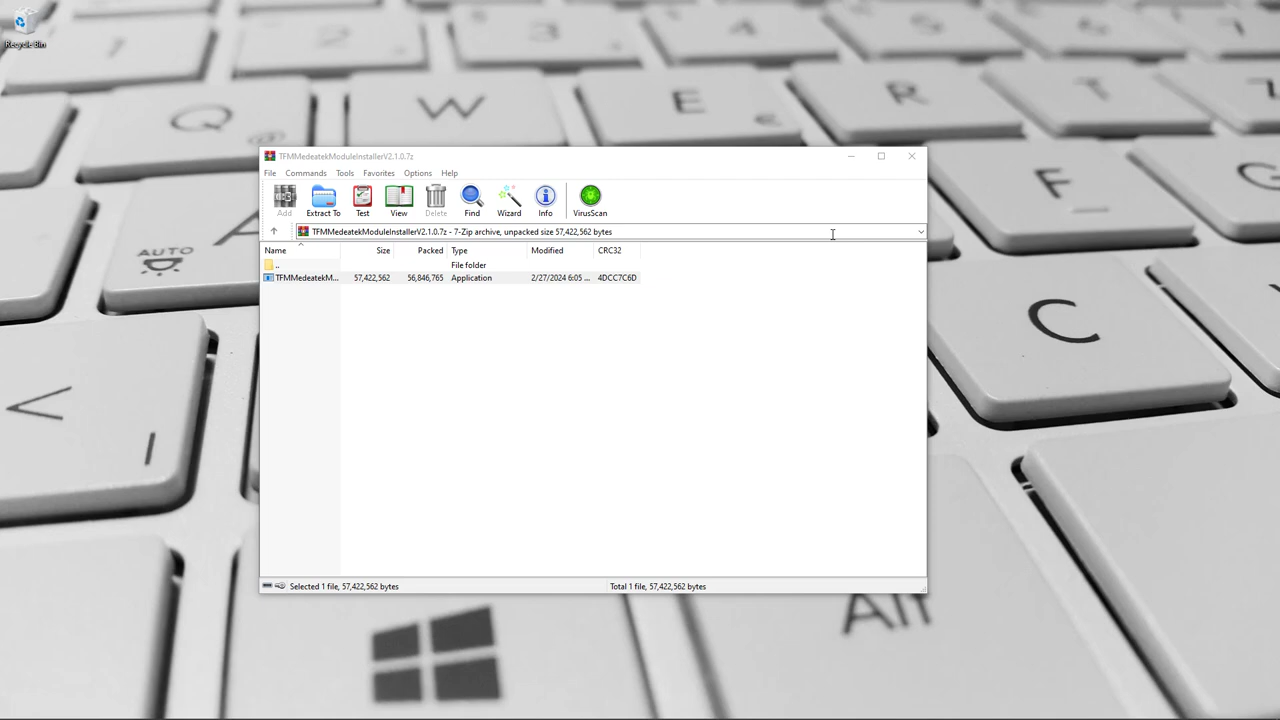 Recycle Bin
TFMMedeatekModuleInstallerV2.1.0.7z
File Commands Tools Favorites Options Help
Add Extract To Test View Delete Find Wizard Info VirusScan
TFMMedeatekModuleInstallerV2.1.0.7z - 7-Zip archive, unpacked size 57,422,562 bytes
Name Size Packed Type Modified CRC32
.. File folder
TFMMedeatekM... 57,422,562 56,846,765 Application 2/27/2024 6:05 ... 4DCC7C6D
Selected 1 file, 57,422,562 bytes Total 1 file, 57,422,562 bytes
Q @ W E € R T
AUTO
F
G
C
<
Alt